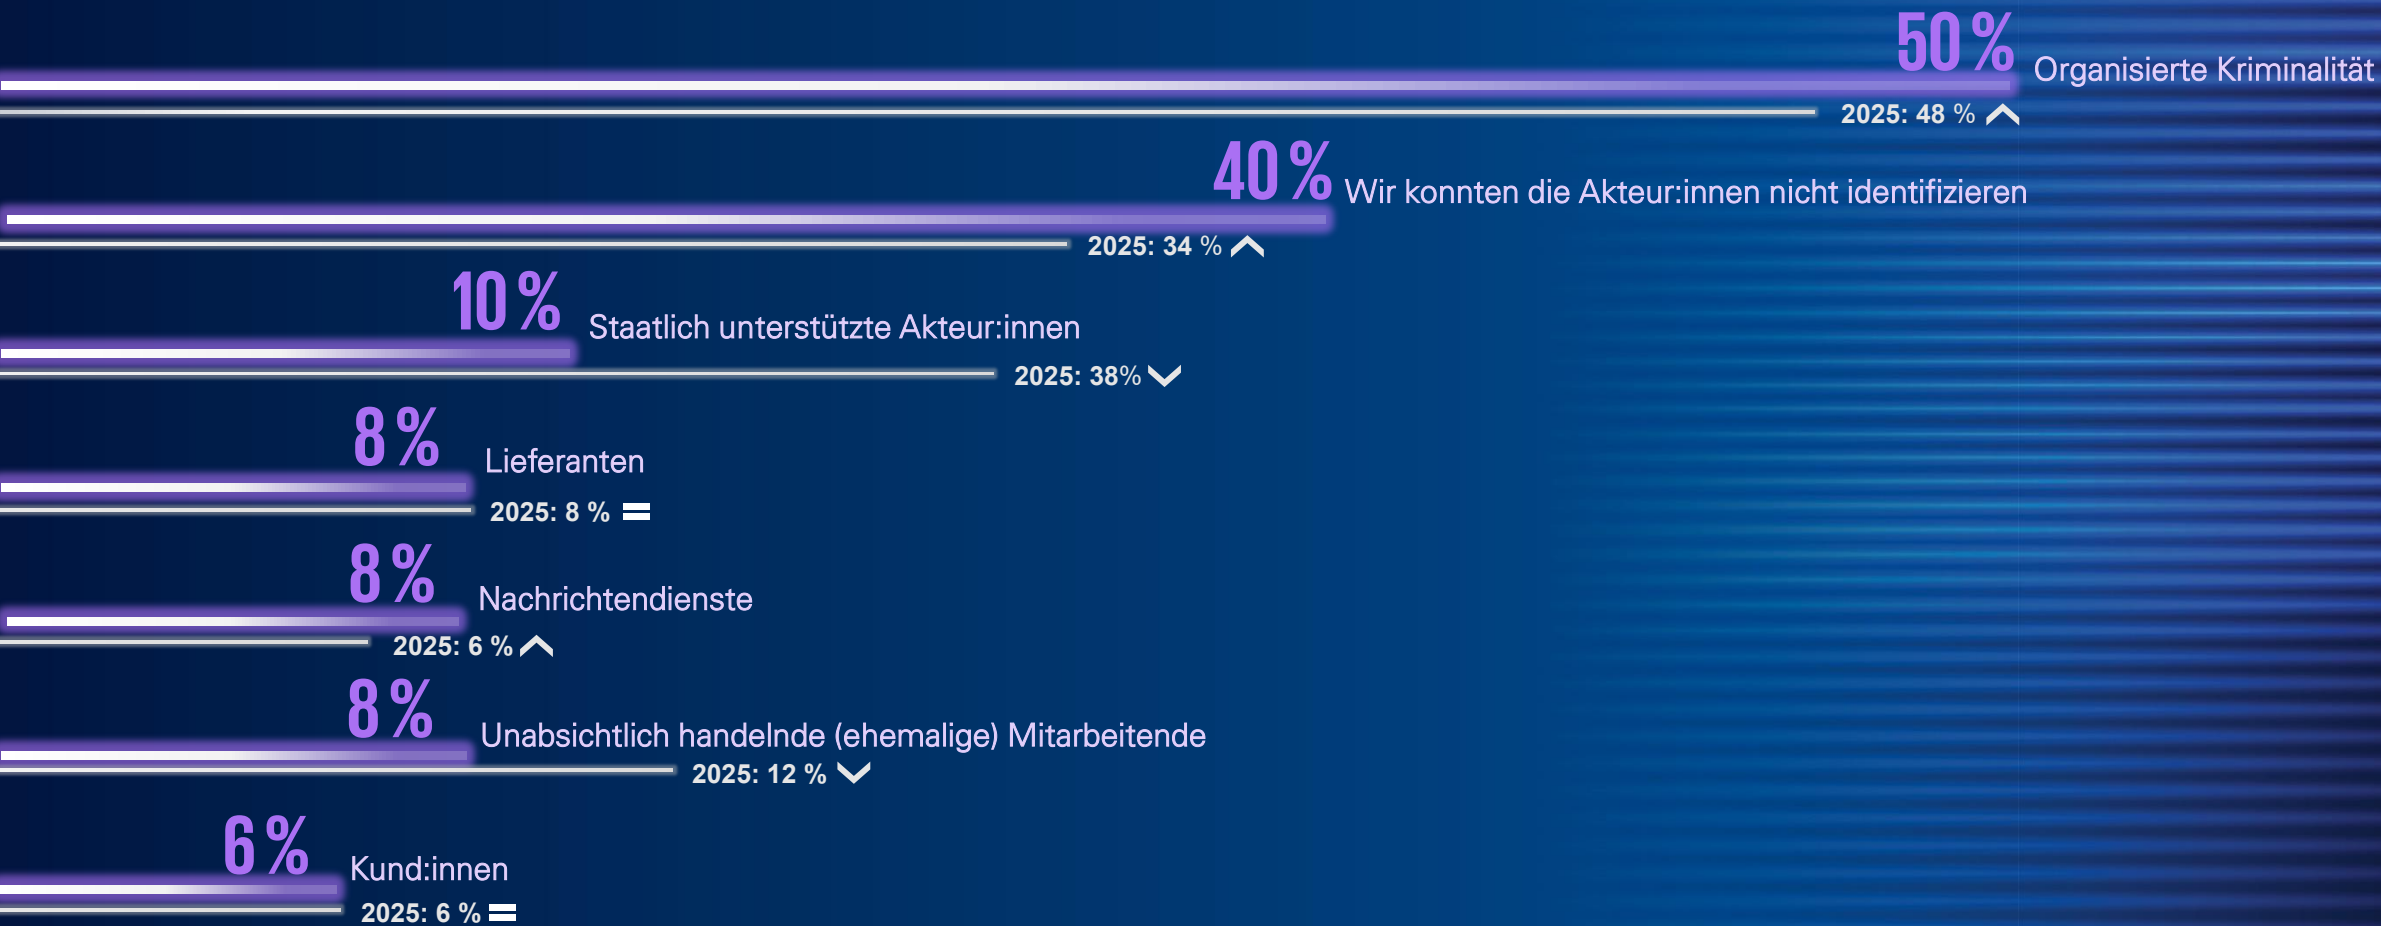 50 %
Organisierte Kriminalität
2025: 48 %
40 %
Wir konnten die Akteur:innen nicht identifizieren
2025: 34 %
10 %
Staatlich unterstützte Akteur:innen
2025: 38%
8 %
Lieferanten
2025: 8 % =
8 %
Nachrichtendienste
2025: 6 %
8 %
Unabsichtlich handelnde (ehemalige) Mitarbeitende
2025: 12 %
6 %
Kund:innen
2025: 6 % =